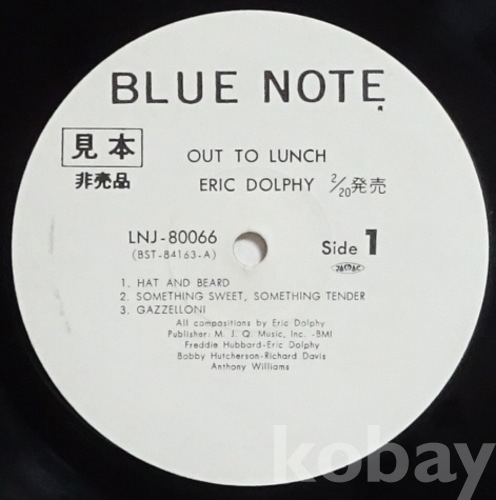 BLUE NOTE
見本
非売品
OUT TO LUNCH
ERIC DOLPHY 2/20発売
LNJ-80066
(BST-84163-A)
Side 1
JASRAC
1. HAT AND BEARD
2. SOMETHING SWEET, SOMETHING TENDER
3. GAZZELLONI
All compositions by Eric Dolphy
Publisher: M. J. Q. Music, Inc. -BMI
Freddie Hubbard-Eric Dolphy
Bobby Hutcherson-Richard Davis
Anthony Williams
kobay